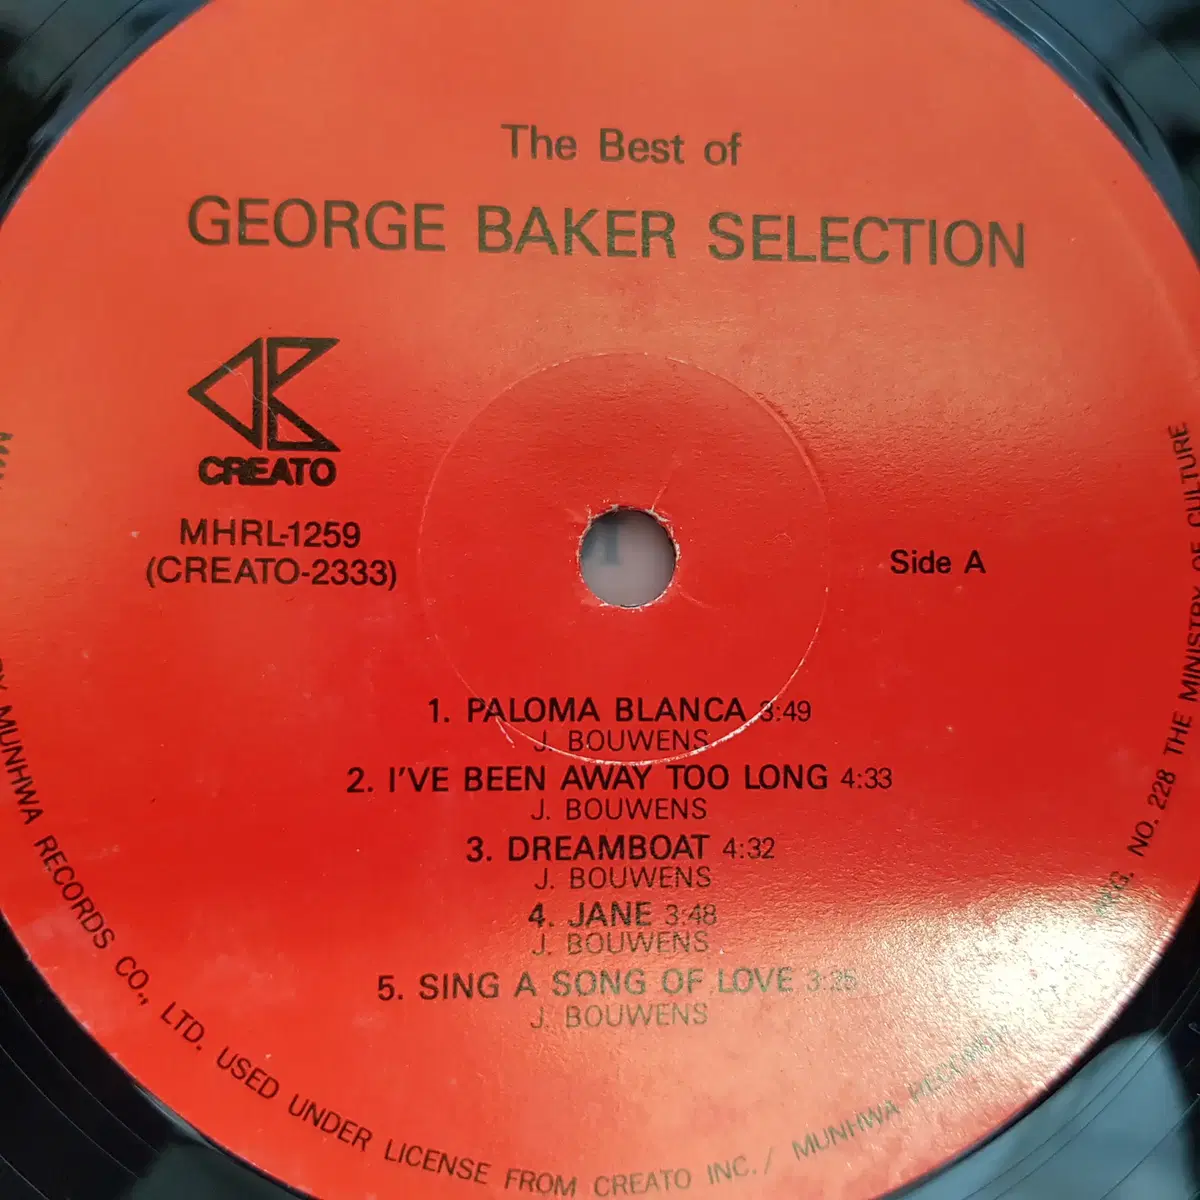 The Best of
GEORGE BAKER SELECTION
CREATO
MHRL-1259
(CREATO-2333)
Side A
1. PALOMA BLANCA 3:49
J. BOUWENS
2. I'VE BEEN AWAY TOO LONG 4:33
J. BOUWENS
3. DREAMBOAT 4:32
J. BOUWENS
4. JANE 3:48
J. BOUWENS
5. SING A SONG OF LOVE 3:25
J. BOUWENS
MUNHWA RECORDS CO., LTD. USED UNDER LICENSE FROM CREATO INC./ MUNHWA RECORDS NO. 228 THE MINISTRY OF CULTURE